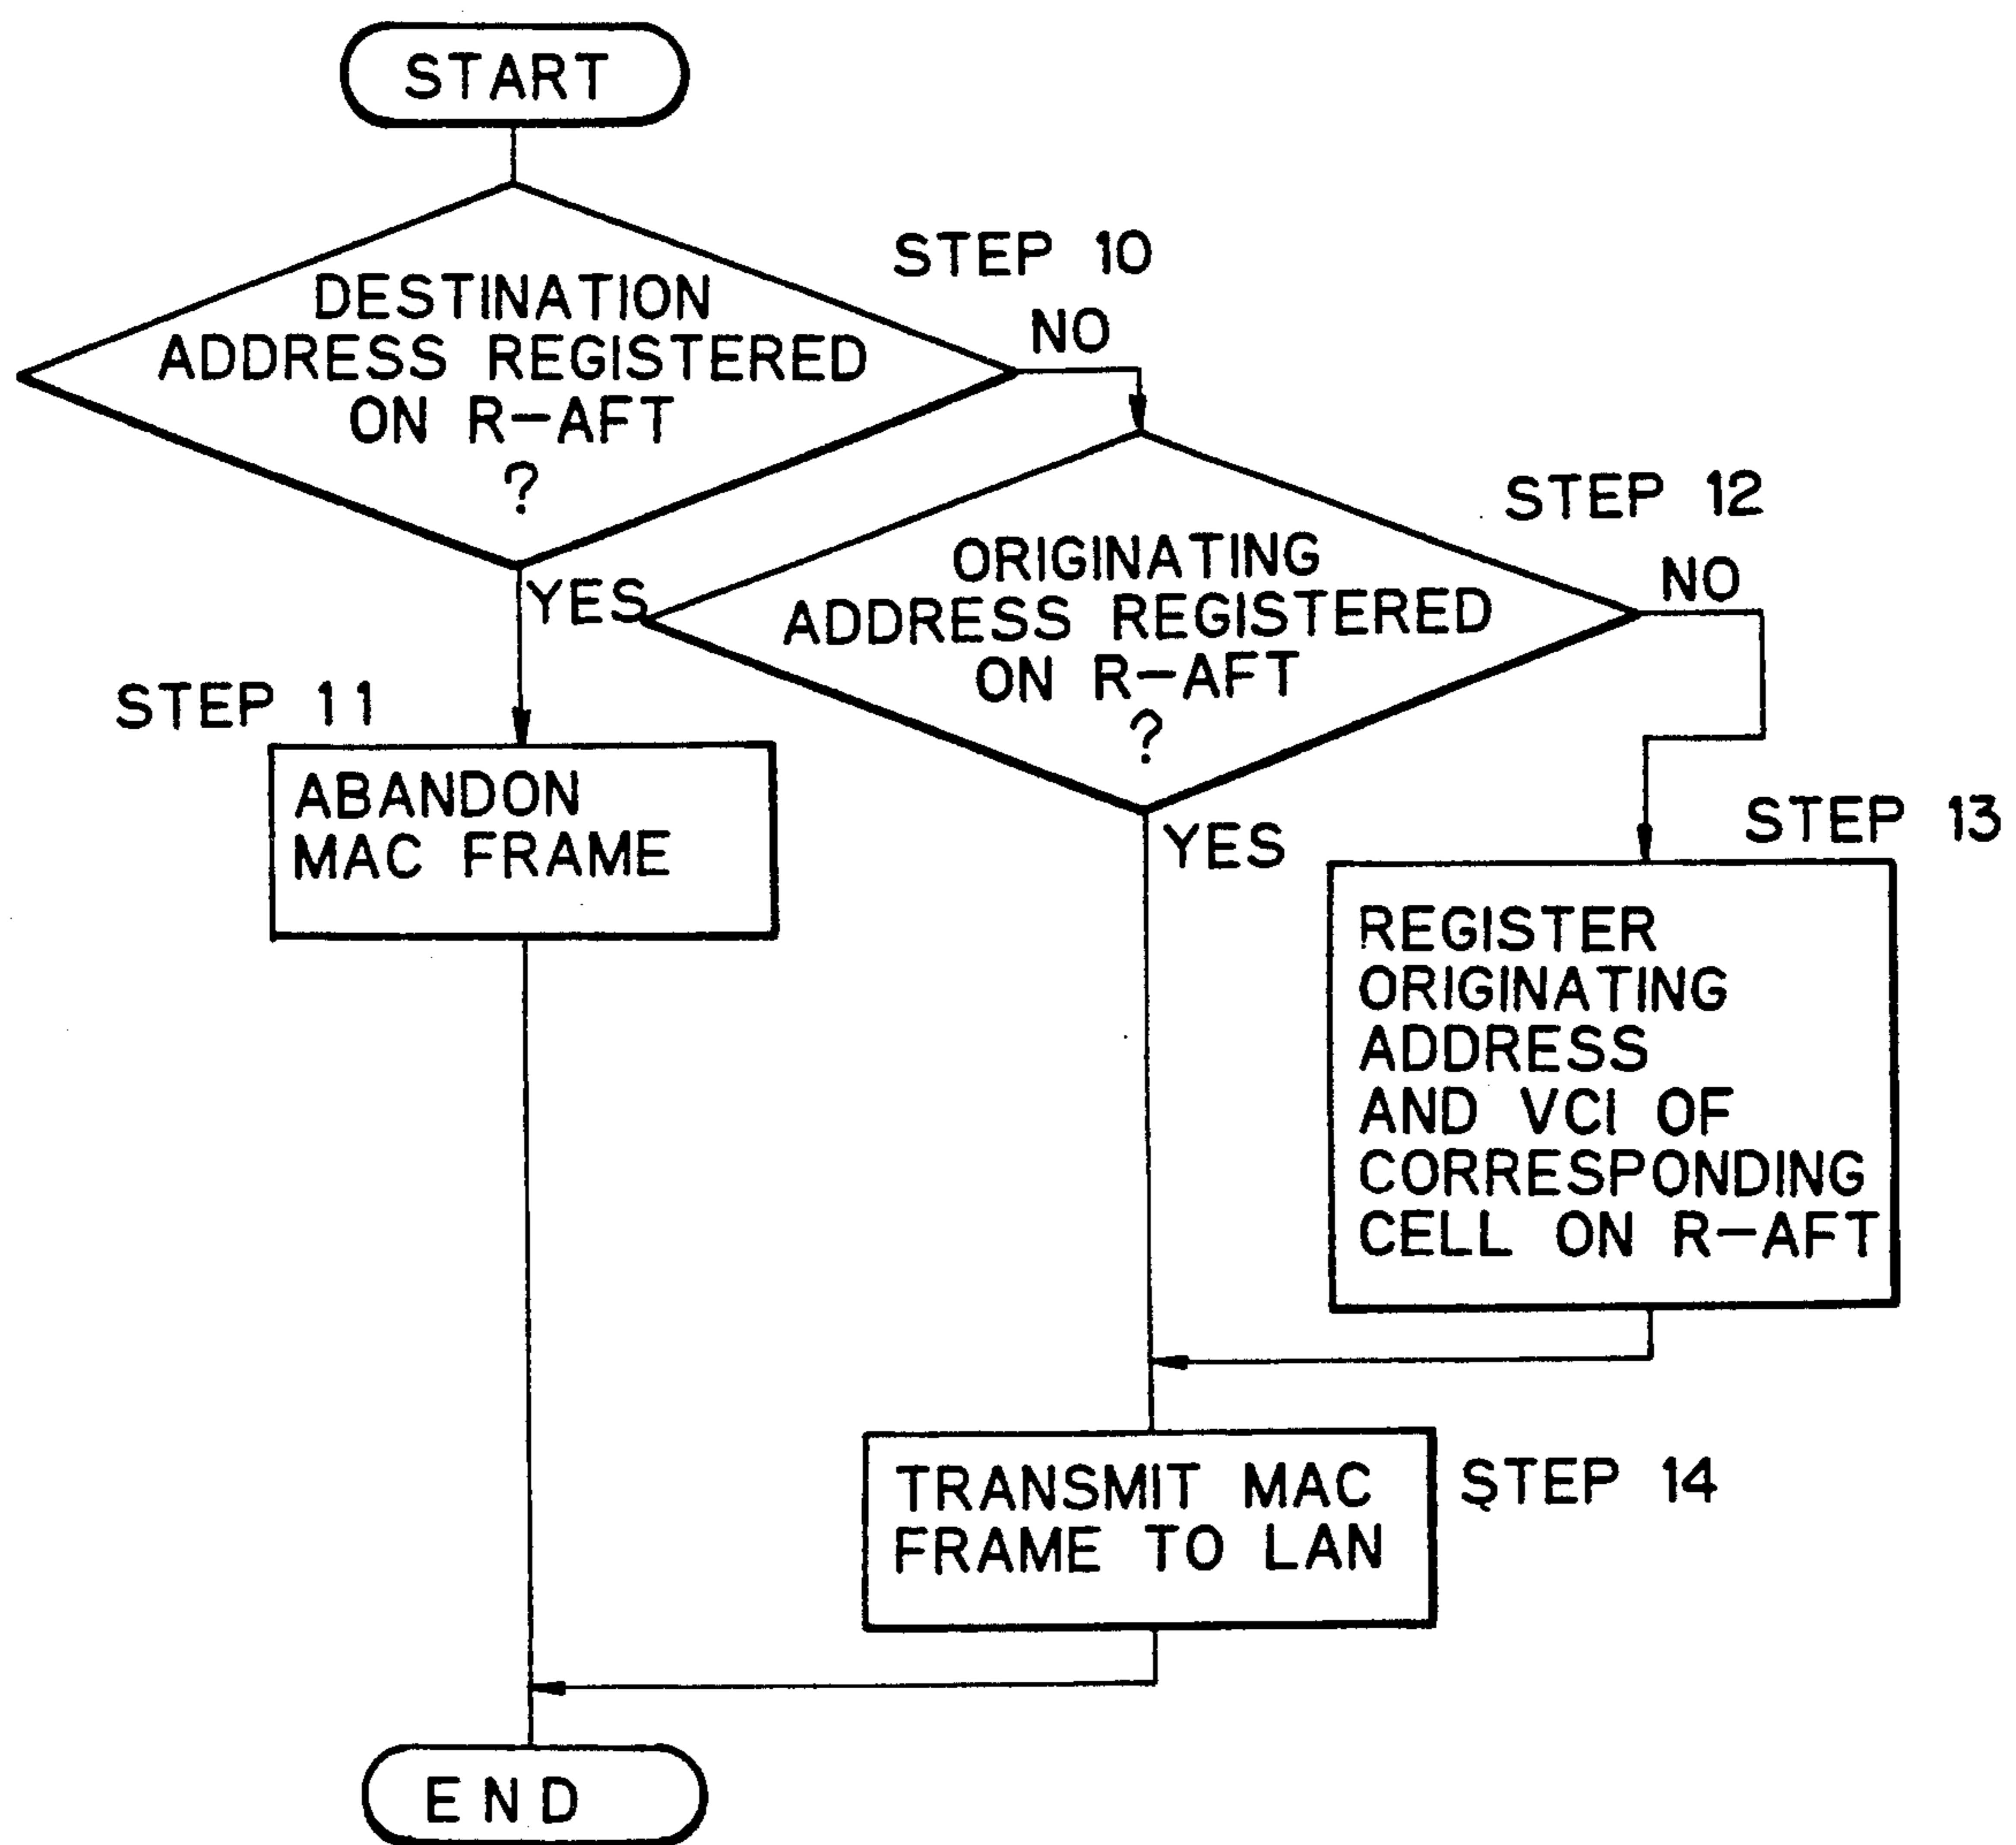 START
STEP 10
DESTINATION
ADDRESS REGISTERED
ON R-AFT
?
NO
YES
STEP 11
ABANDON
MAC FRAME
STEP 12
ORIGINATING
ADDRESS REGISTERED
ON R-AFT
?
NO
YES
STEP 13
REGISTER
ORIGINATING
ADDRESS
AND VCI OF
CORRESPONDING
CELL ON R-AFT
TRANSMIT MAC
FRAME TO LAN
STEP 14
END